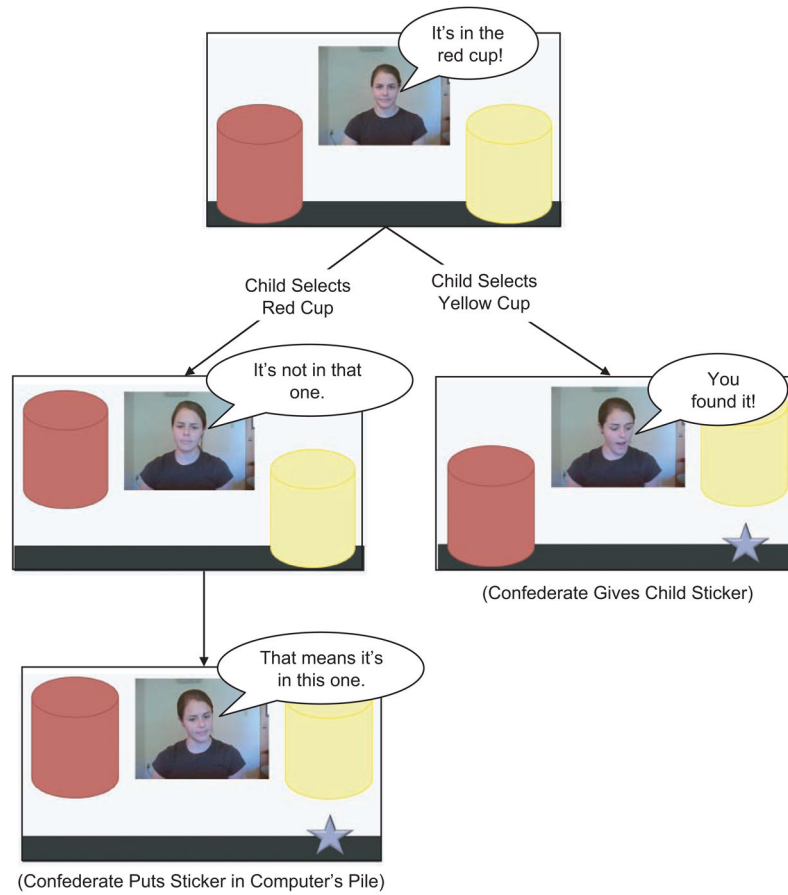 It's in the
red cup!
Child Selects
Red Cup
Child Selects
Yellow Cup
It's not in that
one.
You
found it!
(Confederate Gives Child Sticker)
That means it's
in this one.
(Confederate Puts Sticker in Computer's Pile)